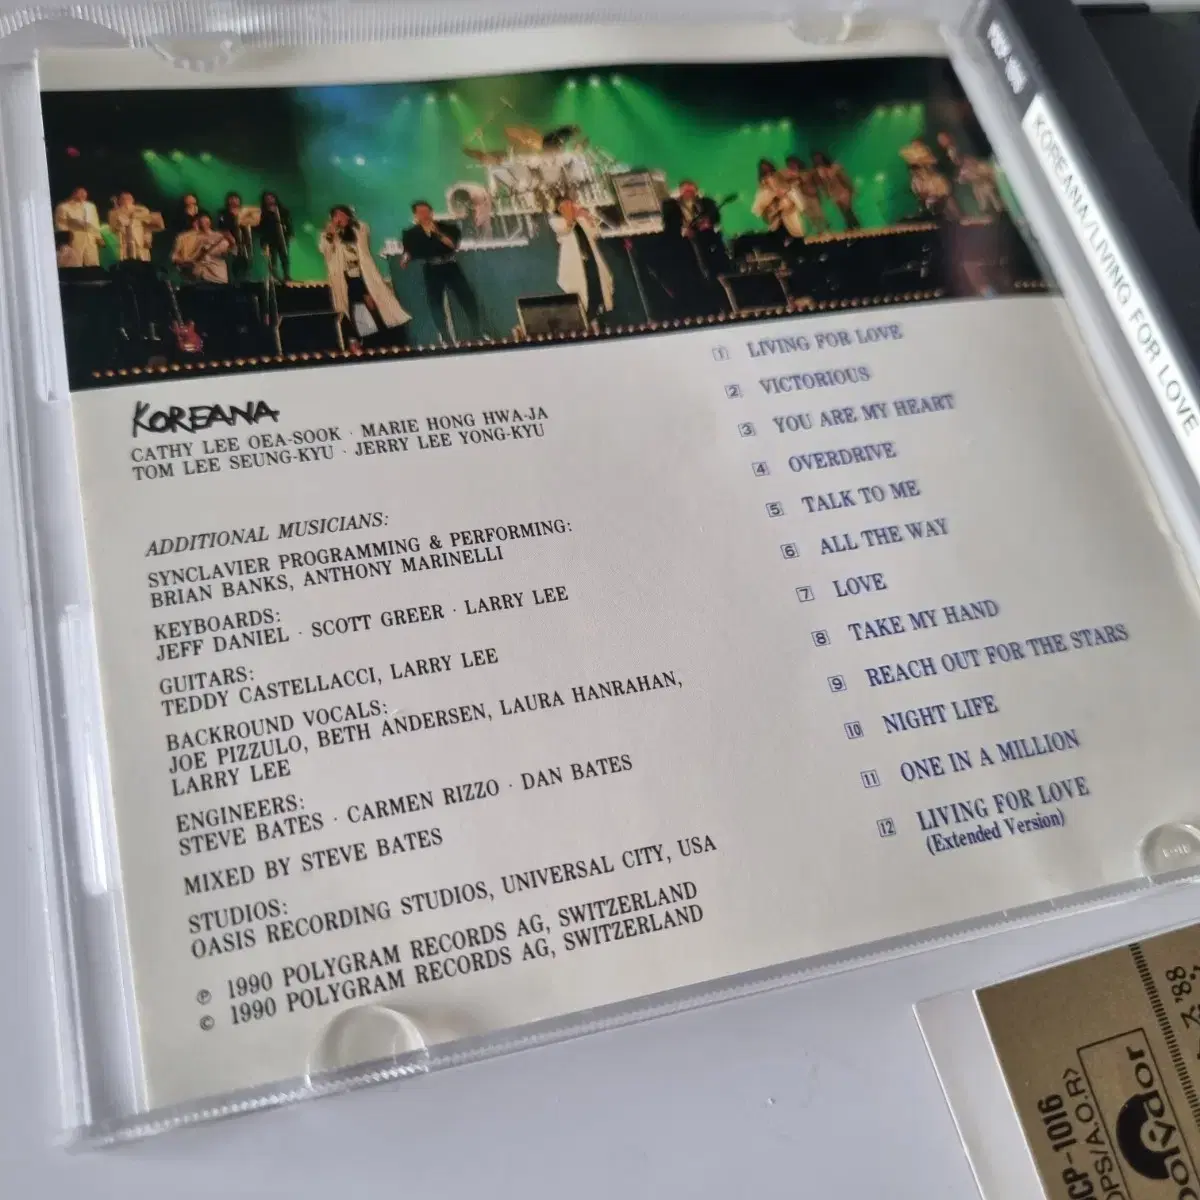 KOREANA
CATHY LEE OEA-SOOK · MARIE HONG HWA-JA
TOM LEE SEUNG-KYU · JERRY LEE YONG-KYU
ADDITIONAL MUSICIANS:
SYNCLAVIER PROGRAMMING & PERFORMING:
BRIAN BANKS, ANTHONY MARINELLI
KEYBOARDS:
JEFF DANIEL · SCOTT GREER · LARRY LEE
GUITARS:
TEDDY CASTELLACCI, LARRY LEE
BACKROUND VOCALS:
JOE PIZZULO, BETH ANDERSEN, LAURA HANRAHAN,
LARRY LEE
ENGINEERS:
STEVE BATES · CARMEN RIZZO · DAN BATES
MIXED BY STEVE BATES
STUDIOS:
OASIS RECORDING STUDIOS, UNIVERSAL CITY, USA
℗ 1990 POLYGRAM RECORDS AG, SWITZERLAND
© 1990 POLYGRAM RECORDS AG, SWITZERLAND
1 LIVING FOR LOVE
2 VICTORIOUS
3 YOU ARE MY HEART
4 OVERDRIVE
5 TALK TO ME
6 ALL THE WAY
7 LOVE
8 TAKE MY HAND
9 REACH OUT FOR THE STARS
10 NIGHT LIFE
11 ONE IN A MILLION
12 LIVING FOR LOVE
(Extended Version)
KOREANA/LIVING FOR LOVE
CP-1016
OPS/A.O.R>
polydor
'88